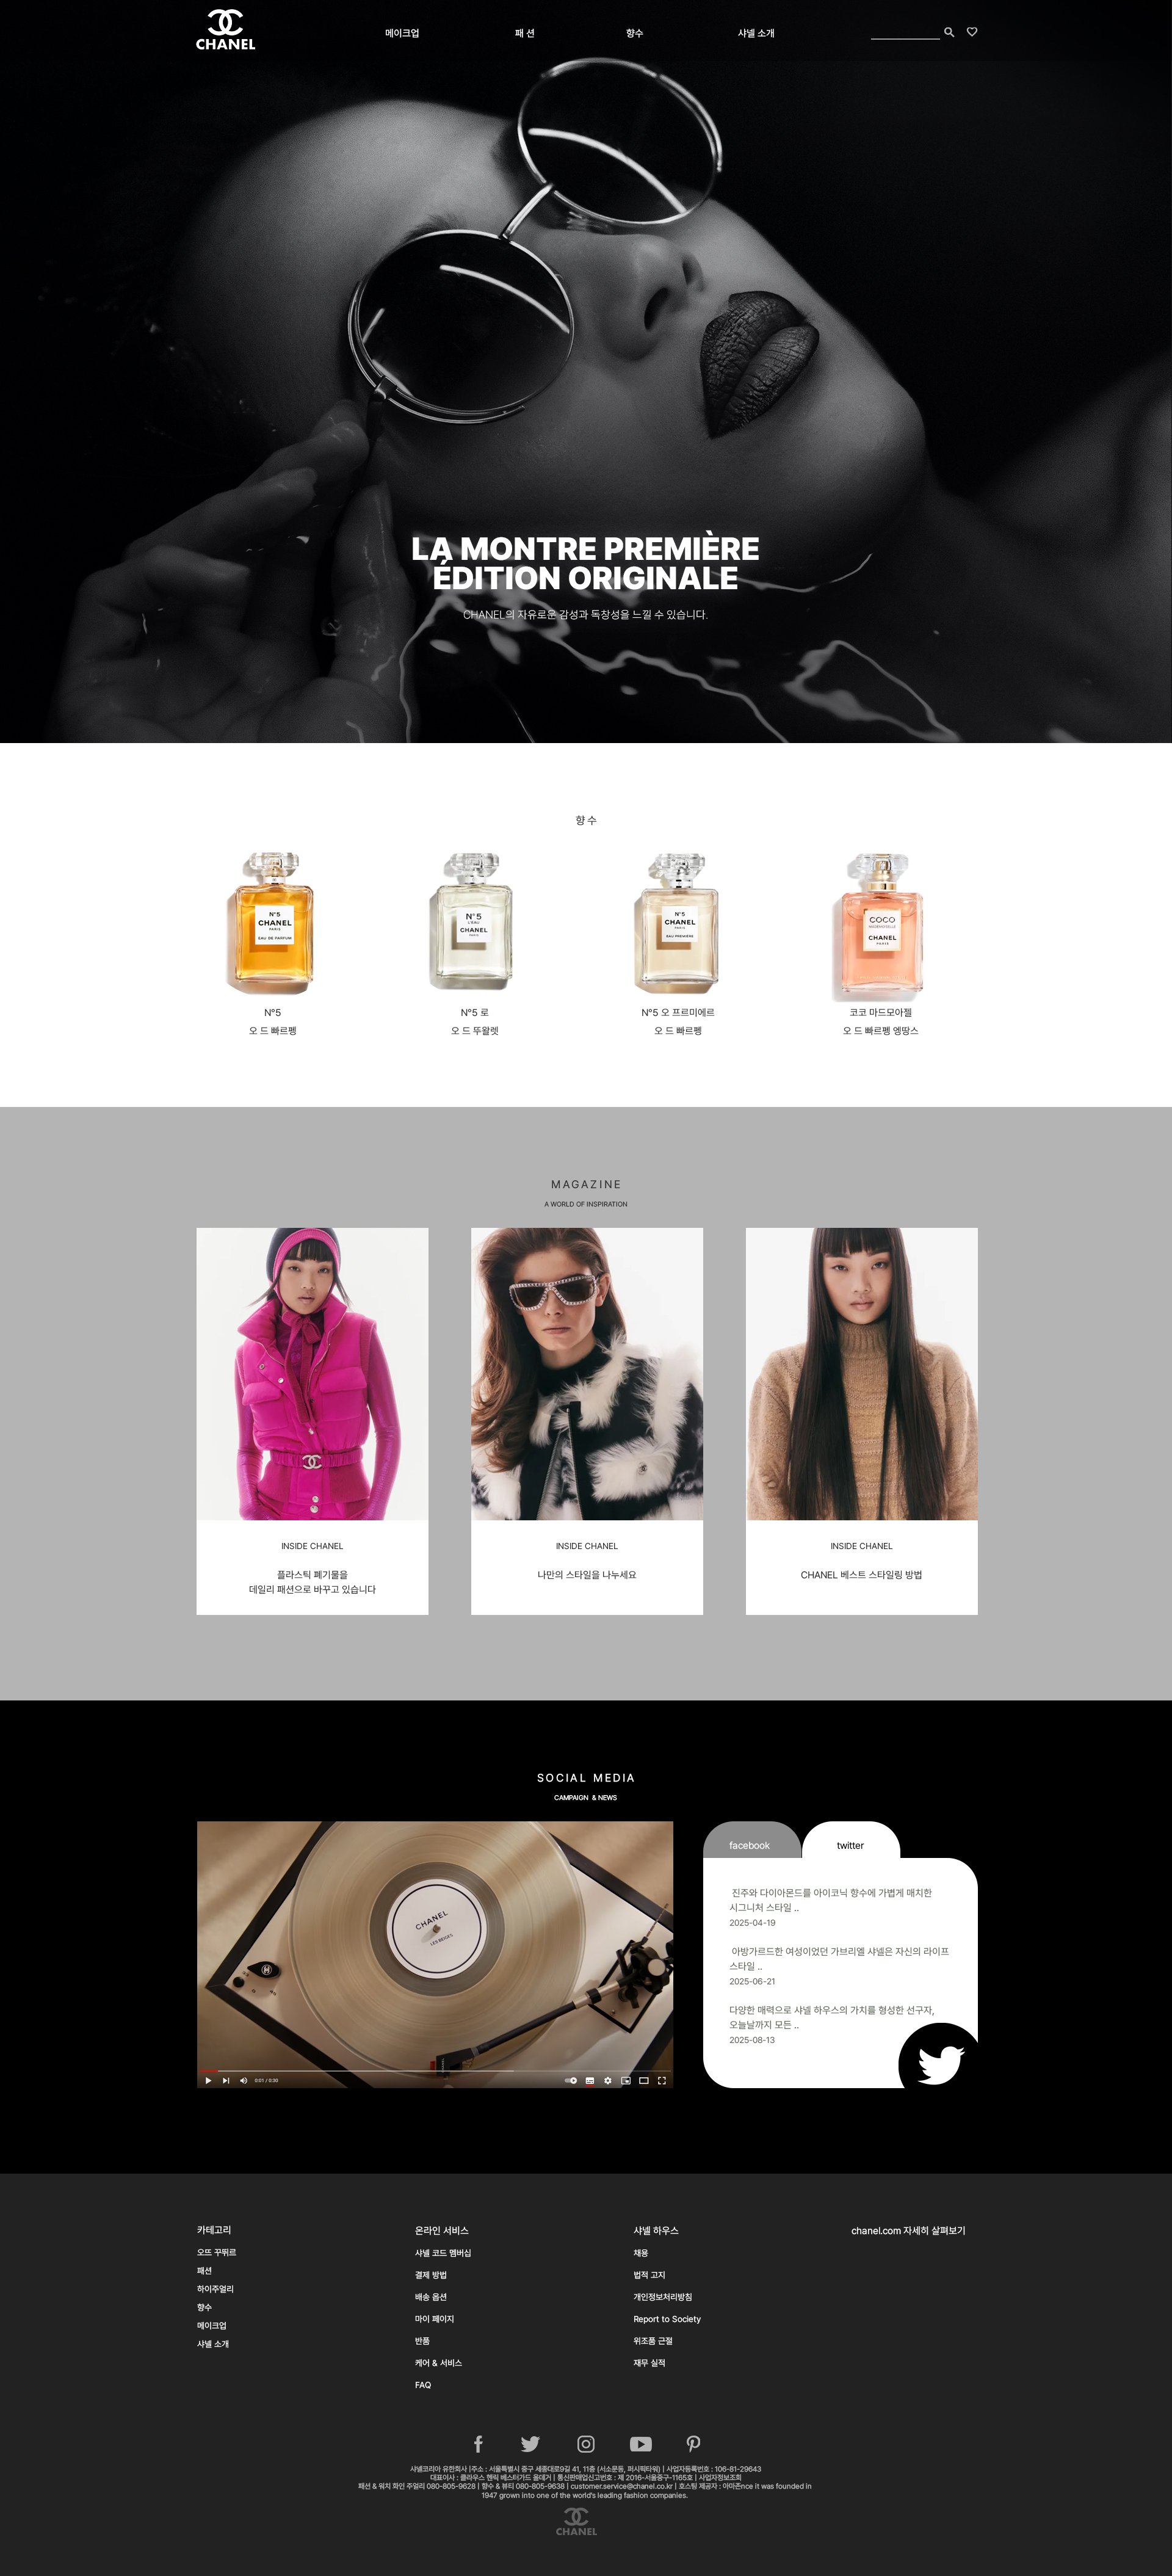 CHANEL
메이크업
패 션
향수
샤넬 소개
LA MONTRE PREMIÈRE
ÉDITION ORIGINALE
CHANEL의 자유로운 감성과 독창성을 느낄 수 있습니다.
향 수
N°5
CHANEL
PARIS
EAU DE PARFUM
N°5
L'EAU
CHANEL
PARIS
N°5
CHANEL
PARIS
EAU PREMIÈRE
COCO
MADEMOISELLE
CHANEL
PARIS
N°5
오 드 빠르펭
N°5 로
오 드 뚜왈렛
N°5 오 프르미에르
오 드 빠르펭
코코 마드모아젤
오 드 빠르펭 엥땅스
MAGAZINE
A WORLD OF INSPIRATION
INSIDE CHANEL
플라스틱 폐기물을
데일리 패션으로 바꾸고 있습니다
INSIDE CHANEL
나만의 스타일을 나누세요
INSIDE CHANEL
CHANEL 베스트 스타일링 방법
SOCIAL MEDIA
CAMPAIGN & NEWS
CHANEL
LES BEIGES
0:01 / 0:30
facebook
twitter
진주와 다이아몬드를 아이코닉 향수에 가볍게 매치한
시그니처 스타일 ..
2025-04-19
아방가르드한 여성이었던 가브리엘 샤넬은 자신의 라이프
스타일 ..
2025-06-21
다양한 매력으로 샤넬 하우스의 가치를 형성한 선구자,
오늘날까지 모든 ..
2025-08-13
카테고리
오뜨 꾸뛰르
패션
하이주얼리
향수
메이크업
샤넬 소개
온라인 서비스
샤넬 코드 멤버십
결제 방법
배송 옵션
마이 페이지
반품
케어 & 서비스
FAQ
샤넬 하우스
채용
법적 고지
개인정보처리방침
Report to Society
위조품 근절
재무 실적
chanel.com 자세히 살펴보기
샤넬코리아 유한회사 |주소 : 서울특별시 중구 세종대로9길 41, 11층 (서소문동, 퍼시픽타워) | 사업자등록번호 : 106-81-29643
대표이사 : 클라우스 헨릭 베스터가드 올데거 | 통신판매업신고번호 : 제 2016-서울중구-1165호 | 사업자정보조회
패션 & 워치 화인 주얼리 080-805-9628 | 향수 & 뷰티 080-805-9638 | customer.service@chanel.co.kr | 호스팅 제공자 : 아마존nce it was founded in
1947 grown into one of the world's leading fashion companies.
CHANEL